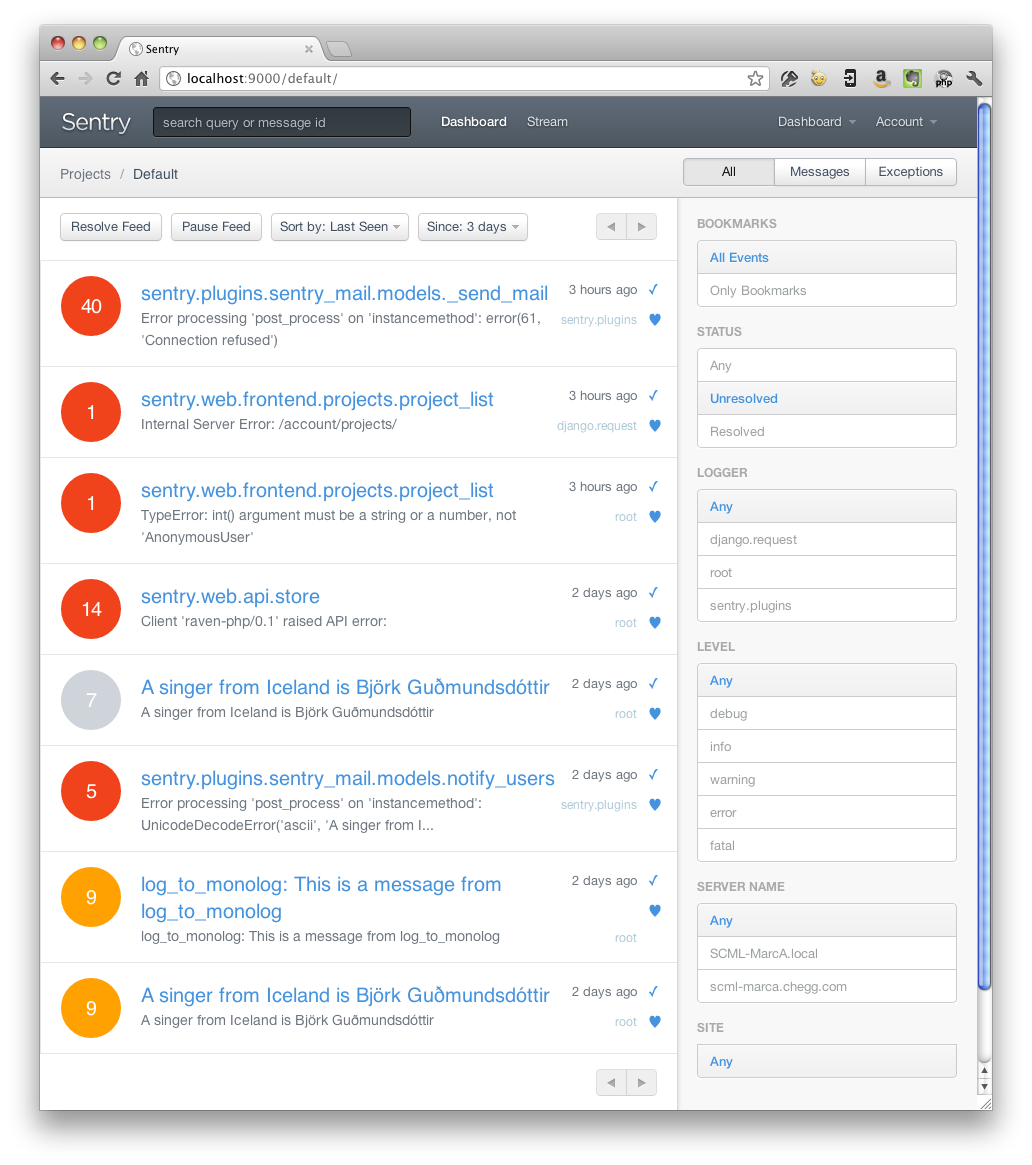 Sentry
localhost:9000/default/
php
Sentry
search query or message id
Dashboard
Stream
Dashboard
Account
Projects / Default
All
Messages
Exceptions
Resolve Feed
Pause Feed
Sort by: Last Seen
Since: 3 days
40
sentry.plugins.sentry_mail.models._send_mail
3 hours ago
Error processing 'post_process' on 'instancemethod': error(61,
'Connection refused')
sentry.plugins
1
sentry.web.frontend.projects.project_list
3 hours ago
Internal Server Error: /account/projects/
django.request
1
sentry.web.frontend.projects.project_list
3 hours ago
TypeError: int() argument must be a string or a number, not
'AnonymousUser'
root
14
sentry.web.api.store
2 days ago
Client 'raven-php/0.1' raised API error:
root
7
A singer from Iceland is Björk Guðmundsdóttir
2 days ago
A singer from Iceland is Björk Guðmundsdóttir
root
5
sentry.plugins.sentry_mail.models.notify_users
2 days ago
Error processing 'post_process' on 'instancemethod':
UnicodeDecodeError('ascii', 'A singer from I...
sentry.plugins
9
log_to_monolog: This is a message from
log_to_monolog
2 days ago
log_to_monolog: This is a message from log_to_monolog
root
9
A singer from Iceland is Björk Guðmundsdóttir
2 days ago
A singer from Iceland is Björk Guðmundsdóttir
root
BOOKMARKS
All Events
Only Bookmarks
STATUS
Any
Unresolved
Resolved
LOGGER
Any
django.request
root
sentry.plugins
LEVEL
Any
debug
info
warning
error
fatal
SERVER NAME
Any
SCML-MarcA.local
scml-marca.chegg.com
SITE
Any